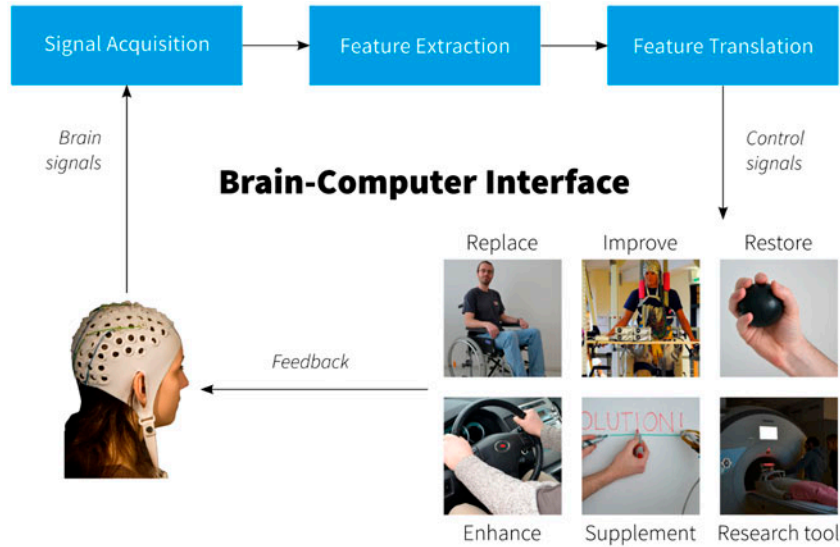 Signal Acquisition
Feature Extraction
Feature Translation
Brain
signals
Control
signals
Brain-Computer Interface
Replace
Improve
Restore
Feedback
OLUTION!
Enhance
Supplement
Research tool